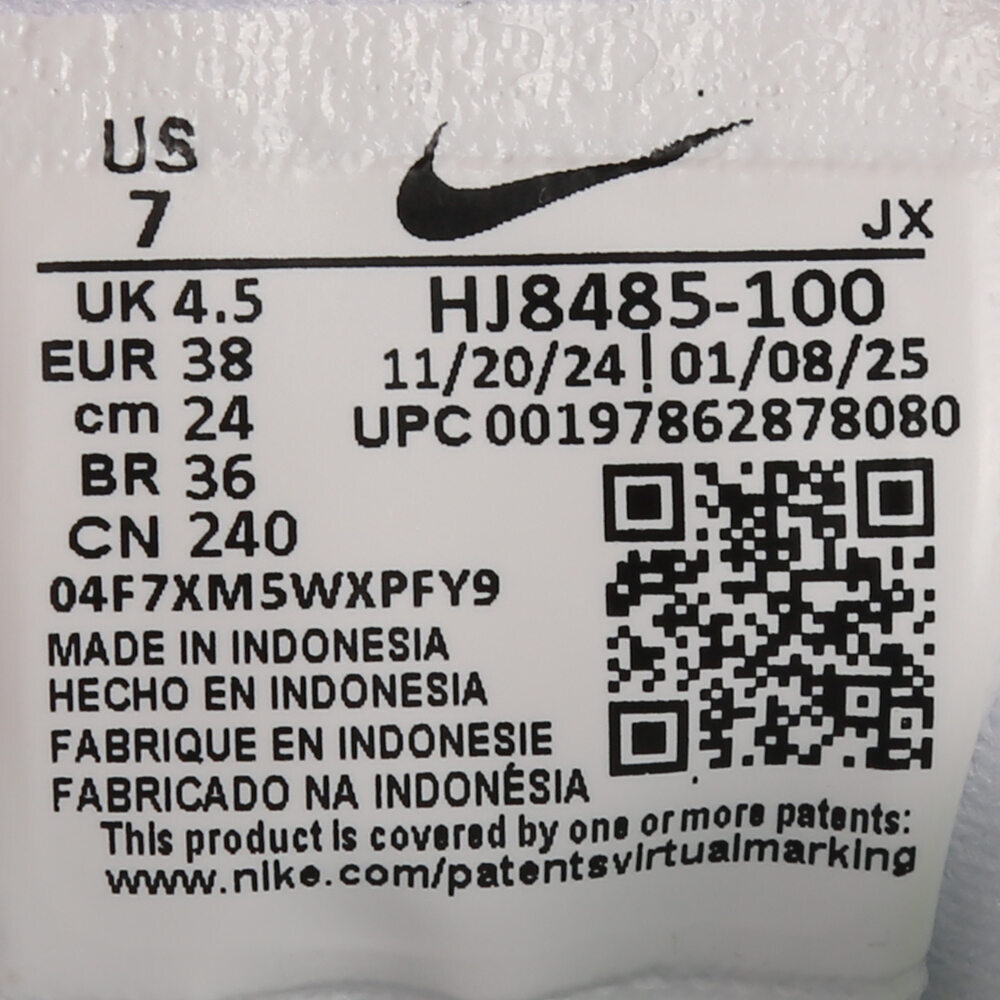 US
7
JX
UK 4.5
EUR 38
cm 24
BR 36
CN 240
HJ8485-100
11/20/24 ! 01/08/25
UPC 00197862878080
04F7XM5WXPFY9
MADE IN INDONESIA
HECHO EN INDONESIA
FABRIQUE EN INDONESIE
FABRICADO NA INDONÉSIA
This product is covered by one or more patents:
www.nike.com/patentsvirtualmarking